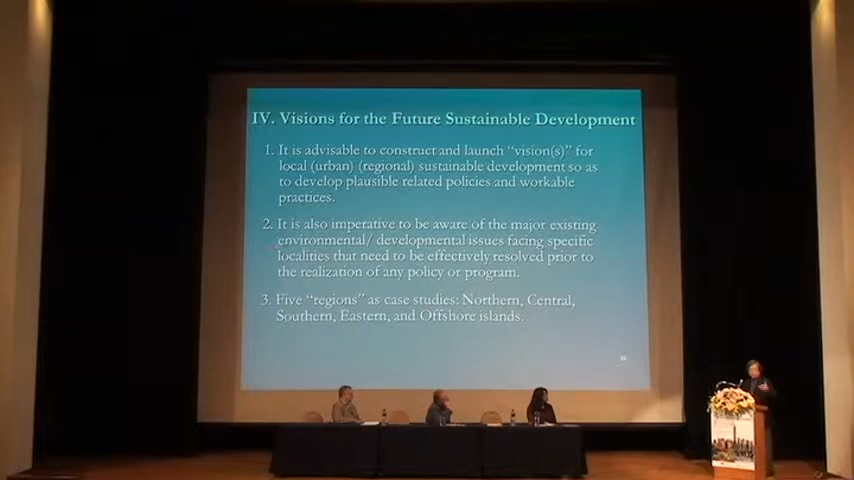 IV. Visions for the Future Sustainable Development
1. It is advisable to construct and launch “vision(s)” for
local (urban) (regional) sustainable development so as
to develop plausible related policies and workable
practices.
2. It is also imperative to be aware of the major existing
environmental/ developmental issues facing specific
localities that need to be effectively resolved prior to
the realization of any policy or program.
3. Five “regions” as case studies: Northern, Central,
Southern, Eastern, and Offshore islands.